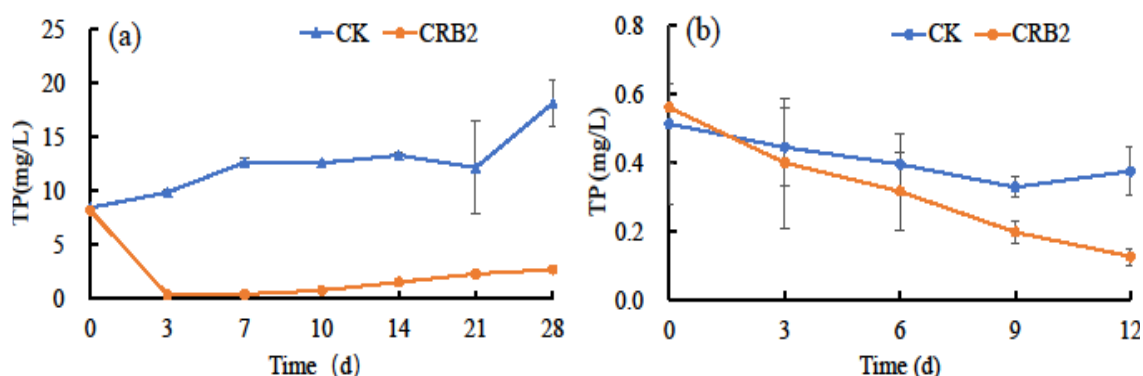 (a)
CK
CRB2
TP(mg/L)
25
20
15
10
5
0
0 3 7 10 14 21 28
Time (d)
(b)
CK
CRB2
TP (mg/L)
0.8
0.6
0.4
0.2
0.0
0 3 6 9 12
Time (d)